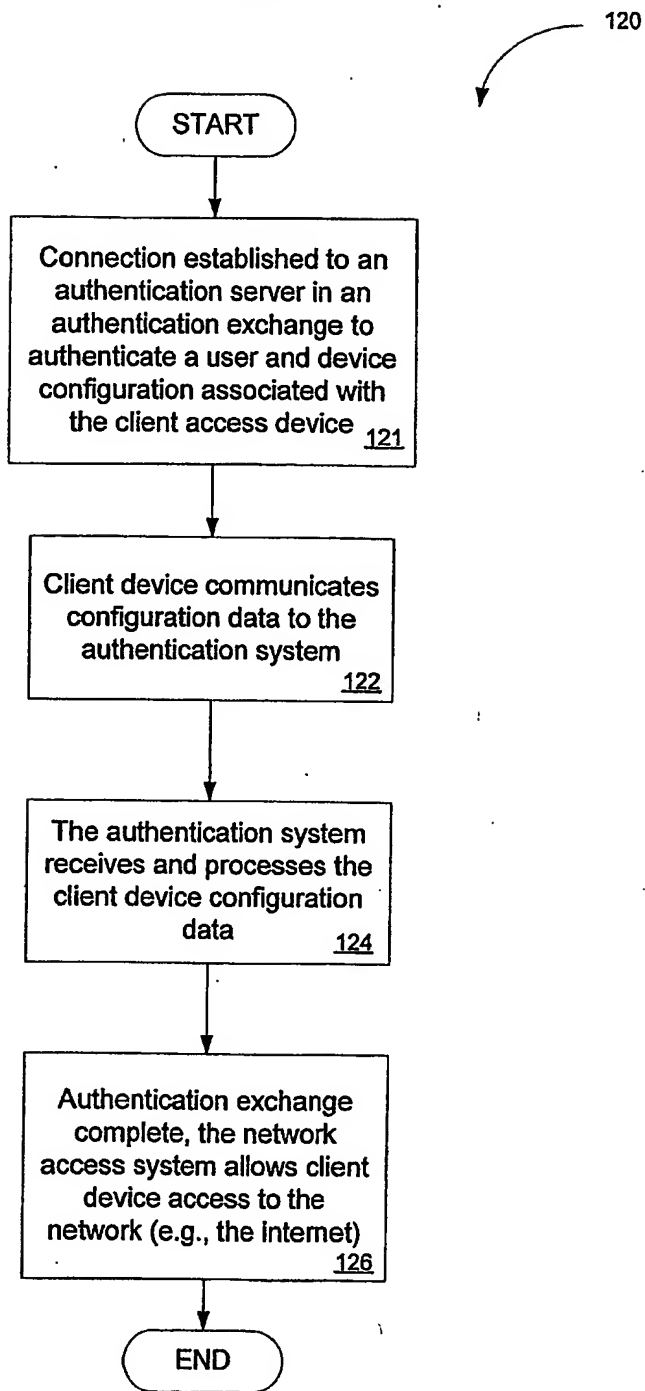 120
START
Connection established to an
authentication server in an
authentication exchange to
authenticate a user and device
configuration associated with
the client access device
121
Client device communicates
configuration data to the
authentication system
122
The authentication system
receives and processes the
client device configuration
data
124
Authentication exchange
complete, the network
access system allows client
device access to the
network (e.g., the internet)
126
END